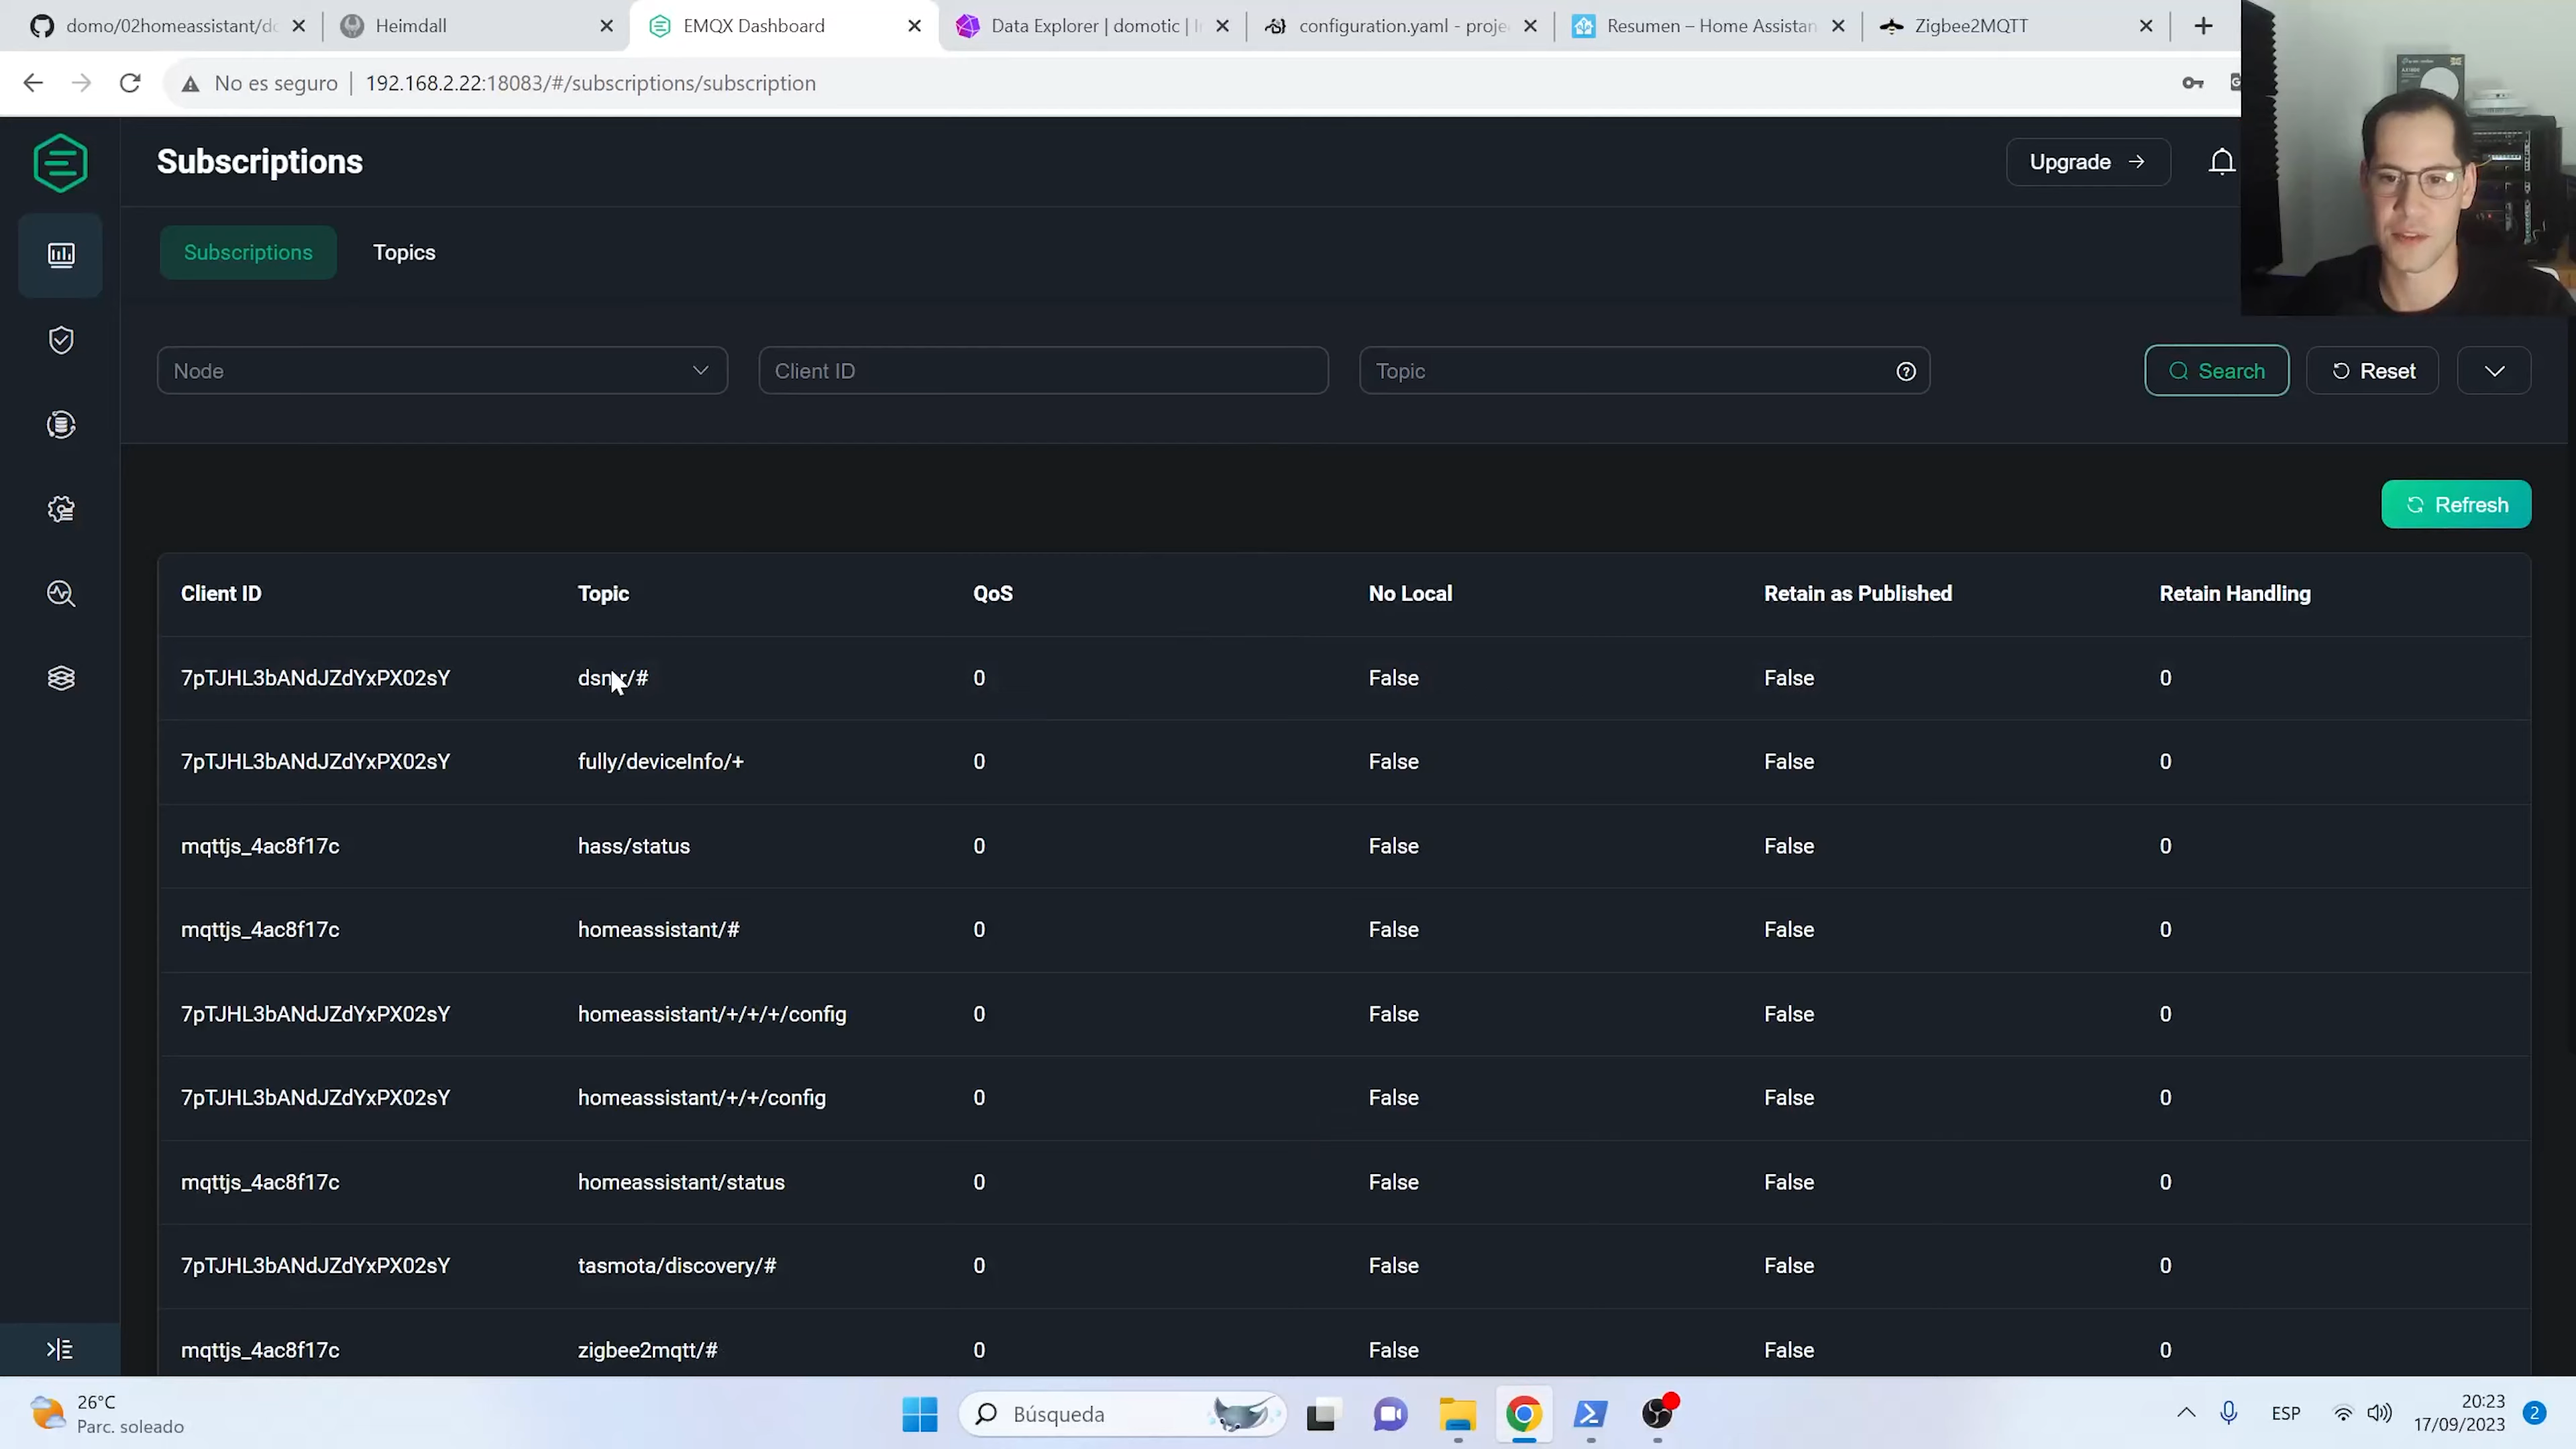 domo/02homeassistant/dc
Heimdall
EMQX Dashboard
Data Explorer | domotic | I
configuration.yaml - proje
Resumen – Home Assistan
Zigbee2MQTT
No es seguro
192.168.2.22:18083/#/subscriptions/subscription
Subscriptions
Upgrade →
Subscriptions
Topics
Node
Client ID
Topic
Search
Reset
Refresh
Client ID Topic QoS No Local Retain as Published Retain Handling
7pTJHL3bANdJZdYxPX02sY dsmr/# 0 False False 0
7pTJHL3bANdJZdYxPX02sY fully/deviceInfo/+ 0 False False 0
mqttjs_4ac8f17c hass/status 0 False False 0
mqttjs_4ac8f17c homeassistant/# 0 False False 0
7pTJHL3bANdJZdYxPX02sY homeassistant/+/+/+/config 0 False False 0
7pTJHL3bANdJZdYxPX02sY homeassistant/+/+/config 0 False False 0
mqttjs_4ac8f17c homeassistant/status 0 False False 0
7pTJHL3bANdJZdYxPX02sY tasmota/discovery/# 0 False False 0
mqttjs_4ac8f17c zigbee2mqtt/# 0 False False 0
26°C
Parc. soleado
Búsqueda
ESP
20:23
17/09/2023
2